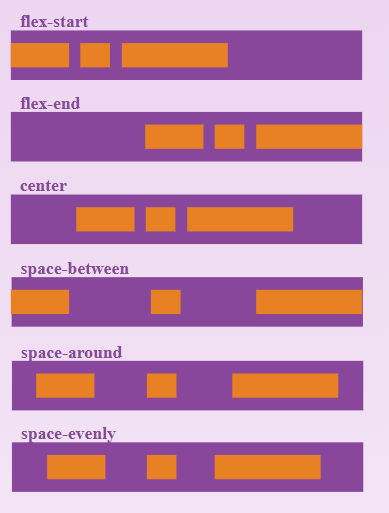 flex-start
flex-end
center
space-between
space-around
space-evenly